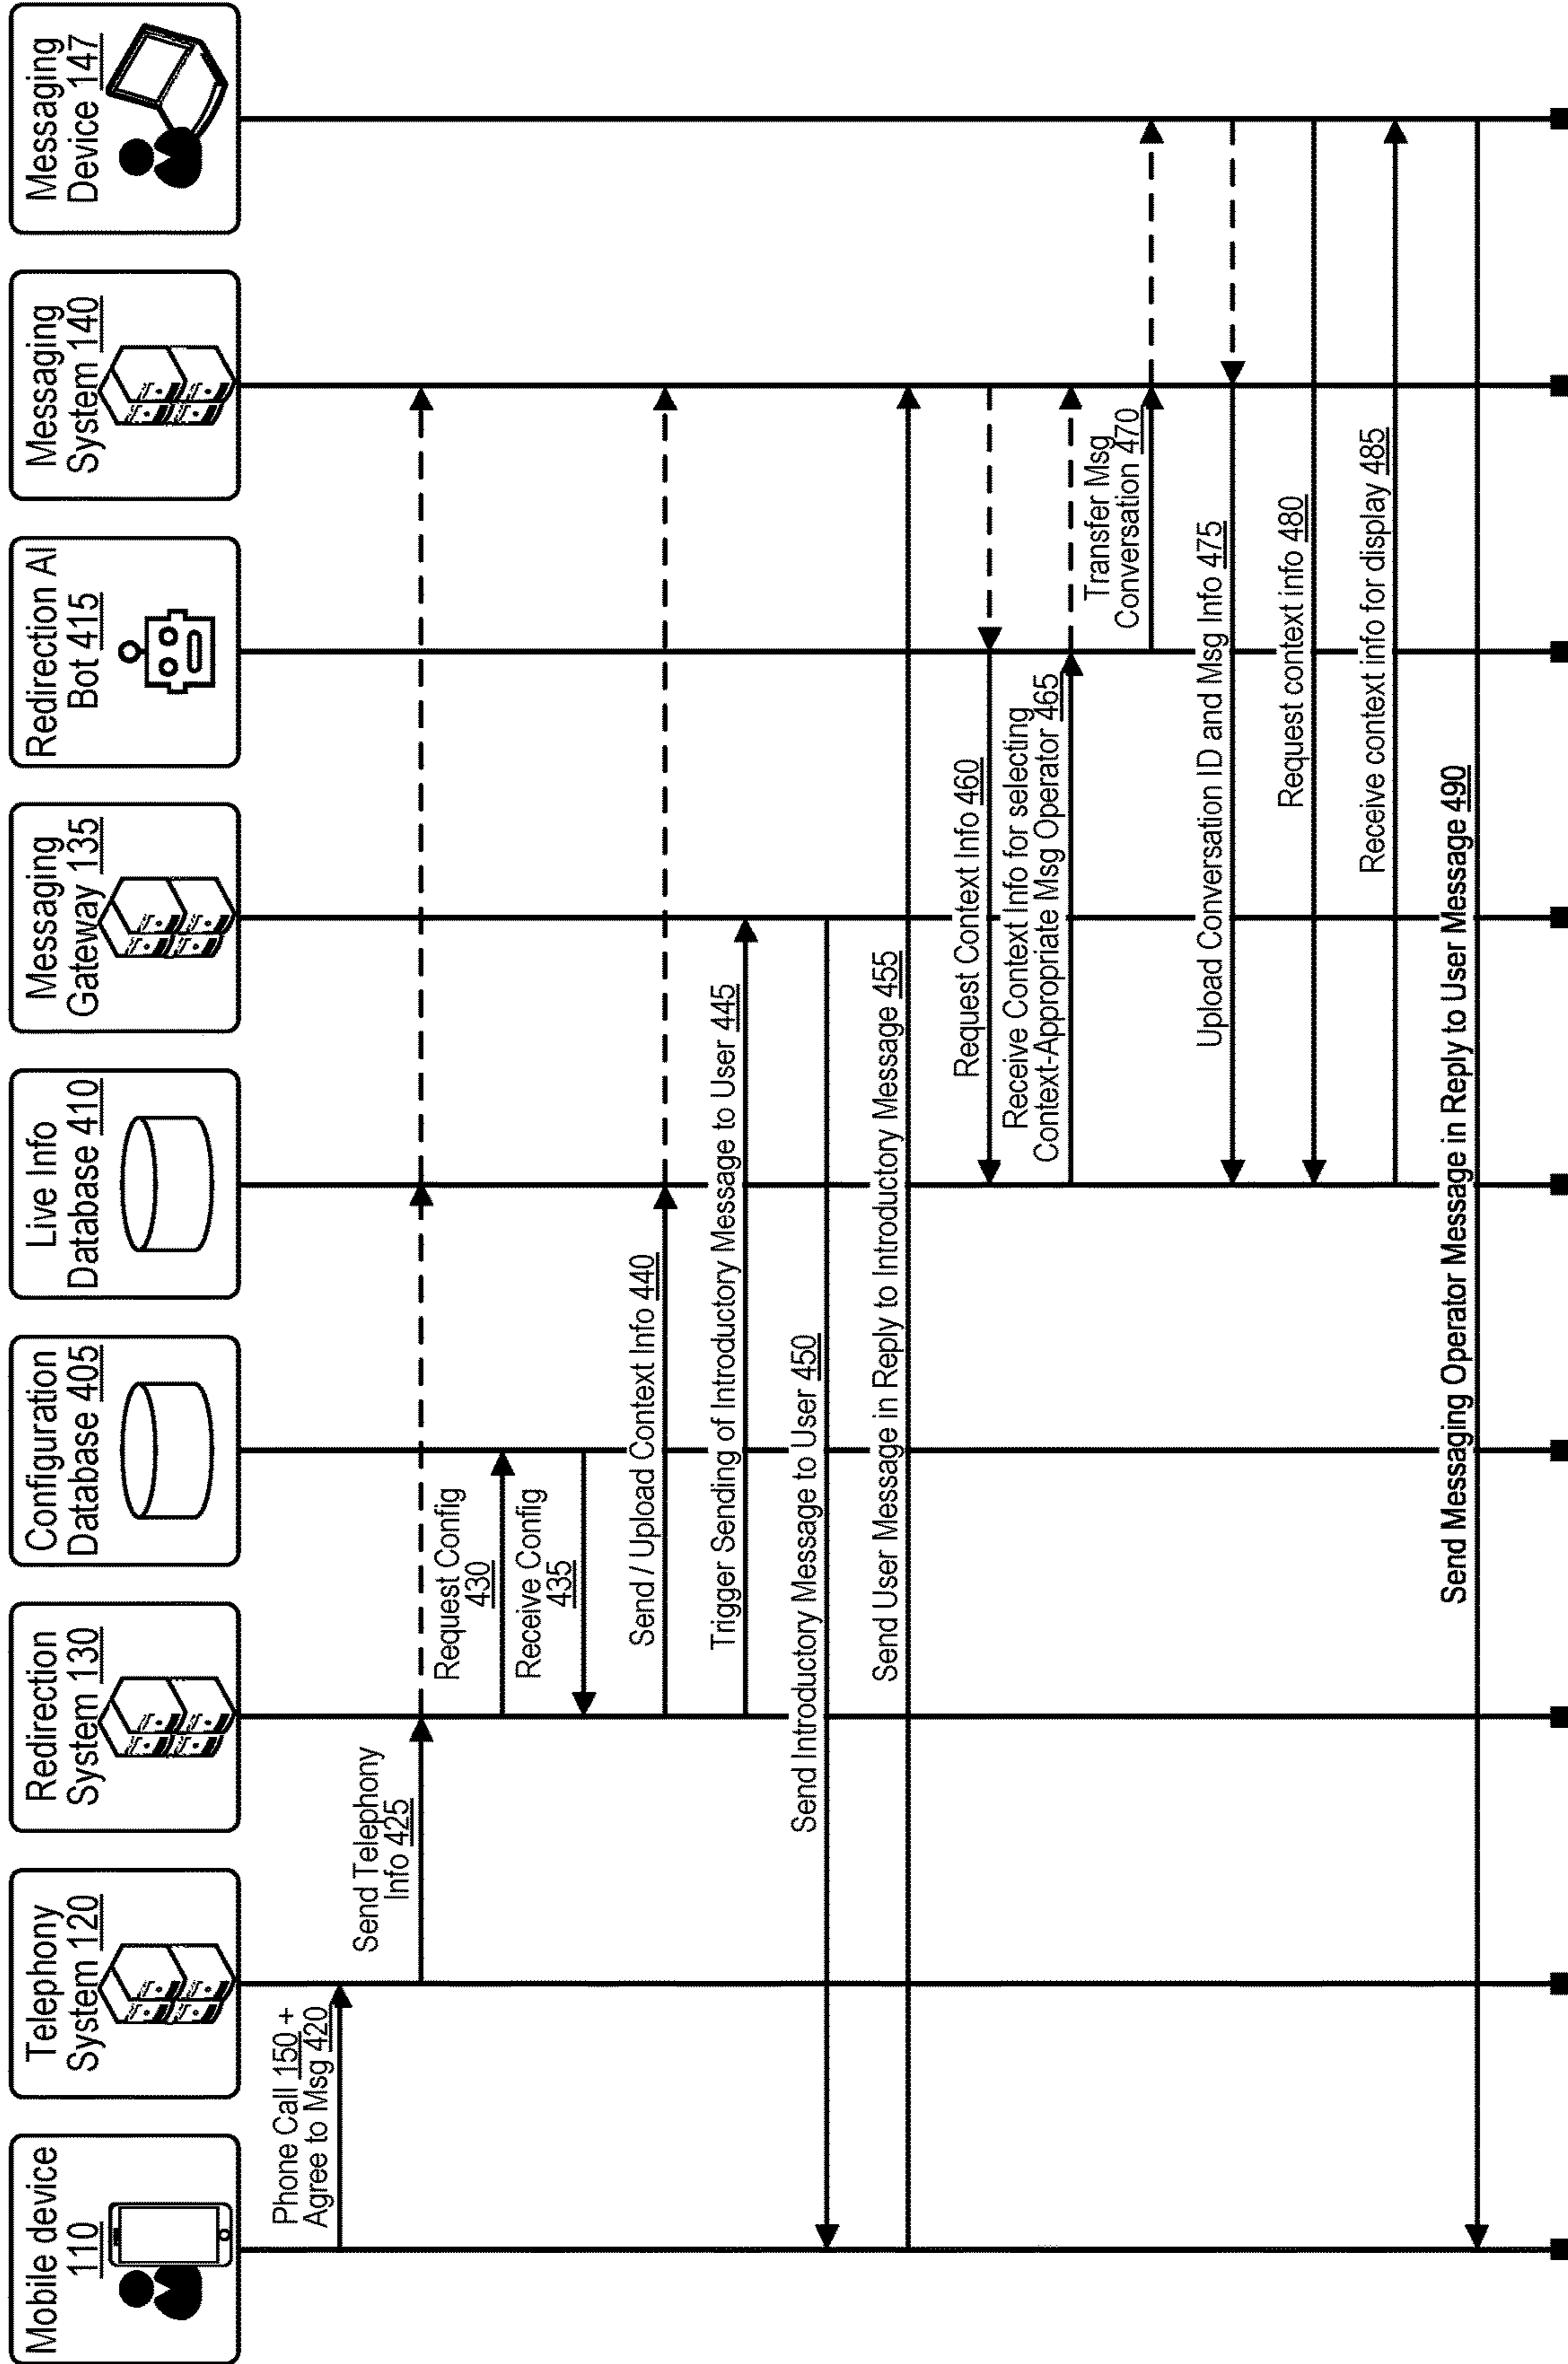 Mobile device
110
Telephony
System 120
Redirection
System 130
Configuration
Database 405
Live Info
Database 410
Messaging
Gateway 135
Redirection AI
Bot 415
Messaging
System 140
Messaging
Device 147
Phone Call 150 +
Agree to Msg 420
Send Telephony
Info 425
Request Config
430
Receive Config
435
Send / Upload Context Info 440
Trigger Sending of Introductory Message to User 445
Send Introductory Message to User 450
Send User Message in Reply to Introductory Message 455
Request Context Info 460
Receive Context Info for selecting
Context-Appropriate Msg Operator 465
Transfer Msg
Conversation 470
Upload Conversation ID and Msg Info 475
Request context info 480
Receive context info for display 485
Send Messaging Operator Message in Reply to User Message 490